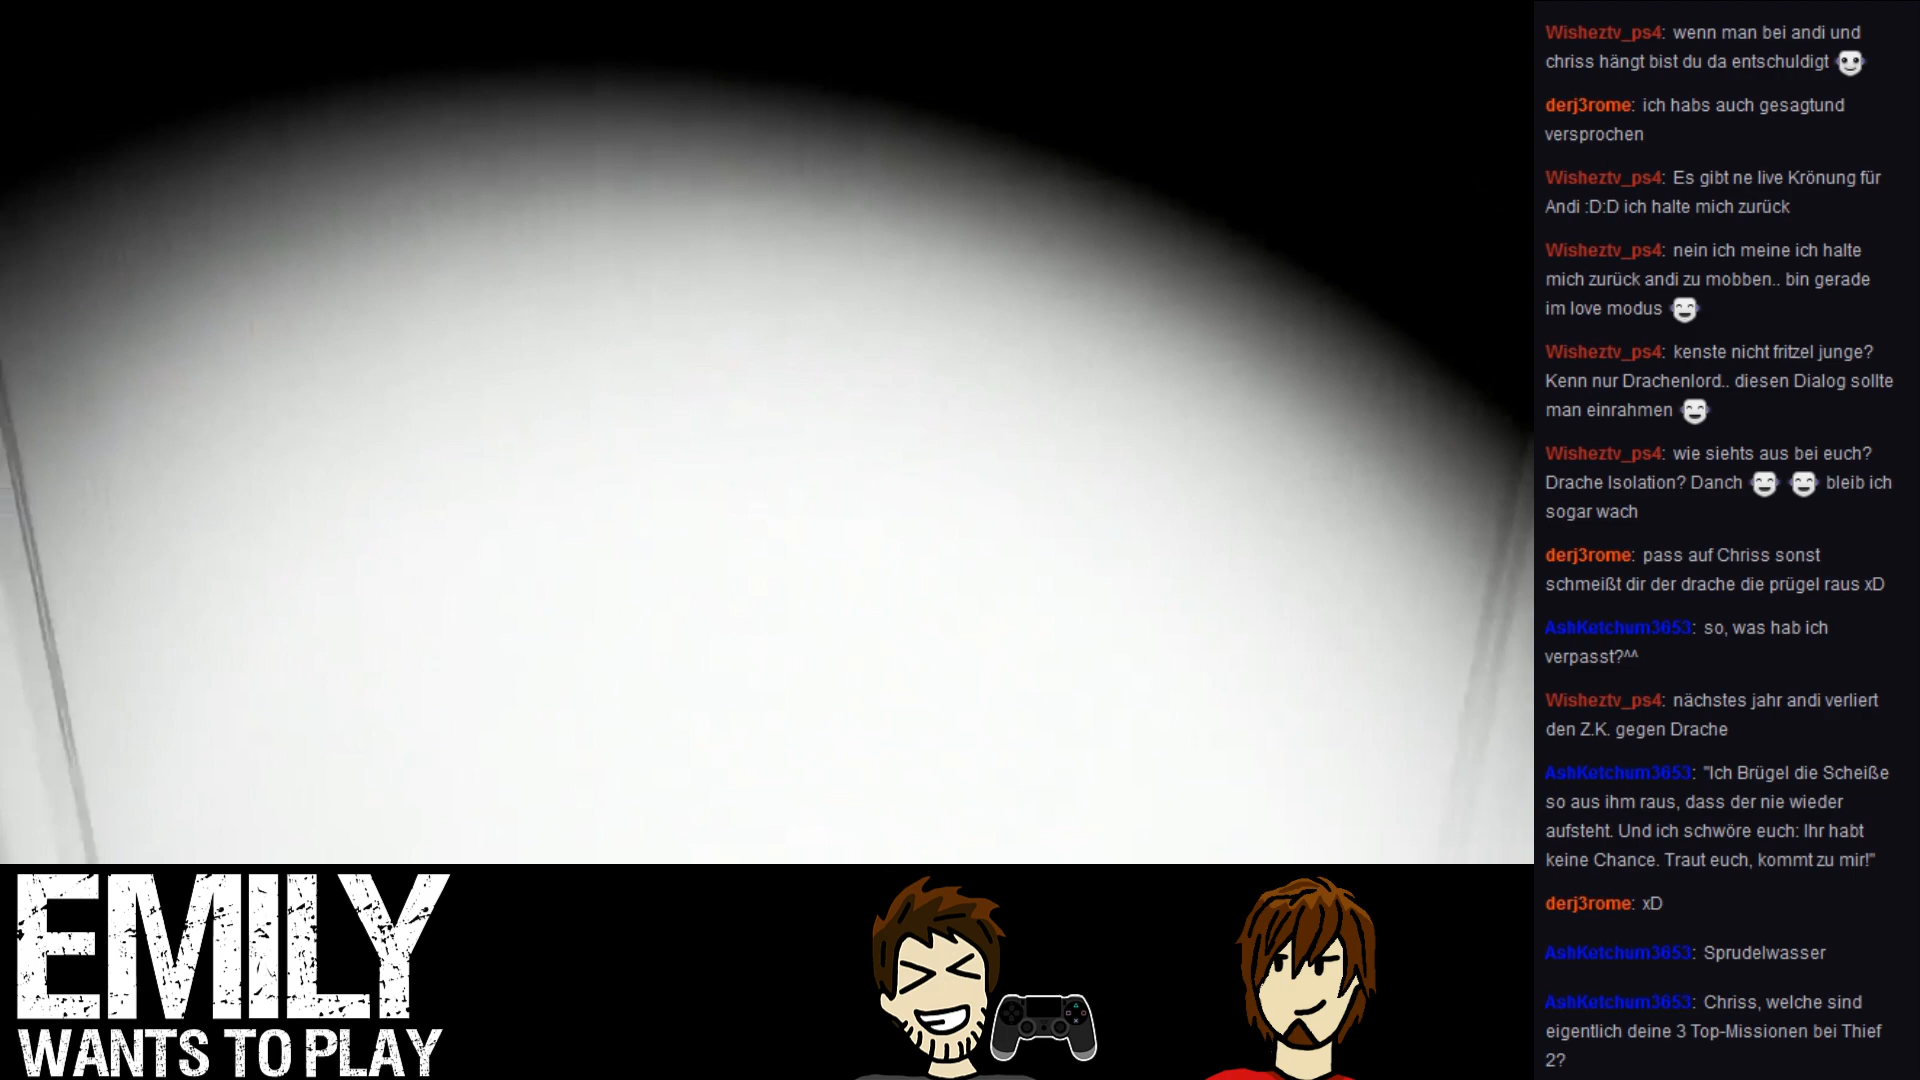 Wisheztv_ps4: wenn man bei andi und
chriss hängt bist du da entschuldigt
derj3rome: ich habs auch gesagtund
versprochen
Wisheztv_ps4: Es gibt ne live Krönung für
Andi :D:D ich halte mich zurück
Wisheztv_ps4: nein ich meine ich halte
mich zurück andi zu mobben.. bin gerade
im love modus
Wisheztv_ps4: kenste nicht fritzel junge?
Kenn nur Drachenlord.. diesen Dialog sollte
man einrahmen
Wisheztv_ps4: wie siehts aus bei euch?
Drache Isolation? Danch bleib ich
sogar wach
derj3rome: pass auf Chriss sonst
schmeißt dir der drache die prügel raus xD
AshKetchum3653: so, was hab ich
verpasst?^^
Wisheztv_ps4: nächstes jahr andi verliert
den Z.K. gegen Drache
AshKetchum3653: "Ich Brügel die Scheiße
so aus ihm raus, dass der nie wieder
aufsteht. Und ich schwöre euch: Ihr habt
keine Chance. Traut euch, kommt zu mir!"
derj3rome: xD
AshKetchum3653: Sprudelwasser
AshKetchum3653: Chriss, welche sind
eigentlich deine 3 Top-Missionen bei Thief
2?
EMILY
WANTS TO PLAY